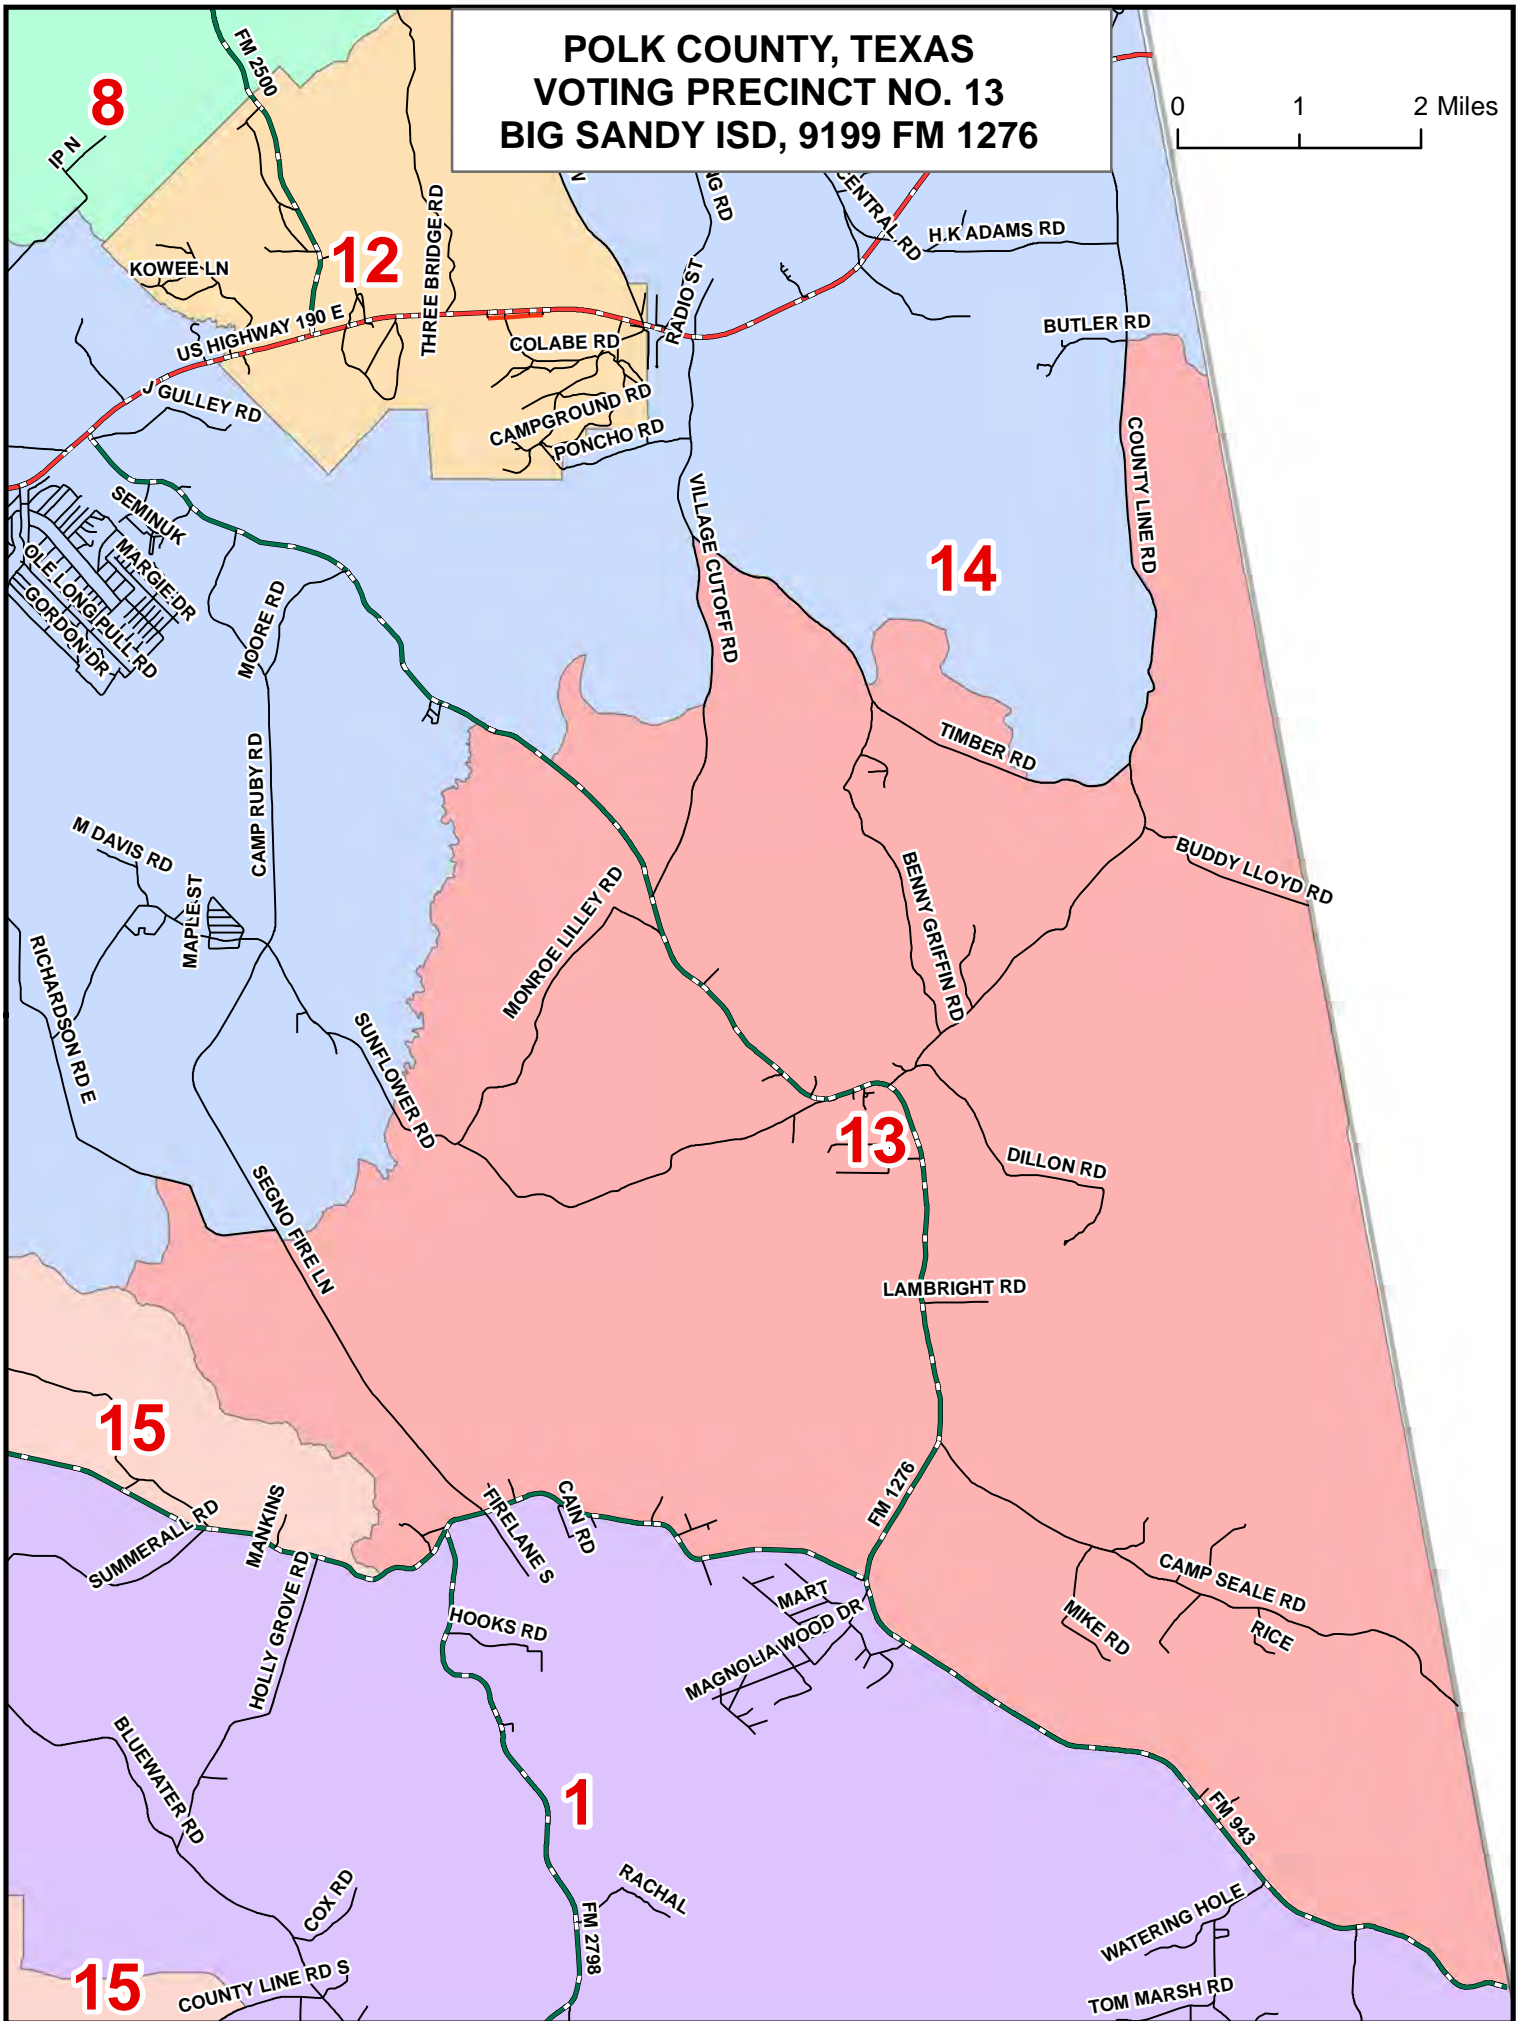 POLK COUNTY, TEXAS
VOTING PRECINCT NO. 13
BIG SANDY ISD, 9199 FM 1276
0 1 2 Miles
8
FM 2500
IP N
12
THREE BRIDGE RD
KOWEE LN
US HIGHWAY 190 E
J GULLEY RD
COLABE RD
CAMPGROUND RD
PONCHO RD
RADIO ST
NG RD
CENTRAL RD
H K ADAMS RD
BUTLER RD
COUNTY LINE RD
VILLAGE CUTOFF RD
14
SEMINUK
MARGIE DR
OLE LONG PULL RD
GORDON DR
MOORE RD
CAMP RUBY RD
M DAVIS RD
MAPLE ST
RICHARDSON RD E
SUNFLOWER RD
SEGNO FIRE LN
MONROE LILLEY RD
TIMBER RD
BENNY GRIFFIN RD
BUDDY LLOYD RD
13
DILLON RD
LAMBRIGHT RD
15
SUMMERALL RD
MANKINS
HOLLY GROVE RD
FIRELANE S
CAIN RD
HOOKS RD
FM 1276
MART
MAGNOLIA WOOD DR
CAMP SEALE RD
MIKE RD
RICE
BLUEWATER RD
1
FM 943
COX RD
RACHAL
FM 2798
WATERING HOLE
15
COUNTY LINE RD S
TOM MARSH RD